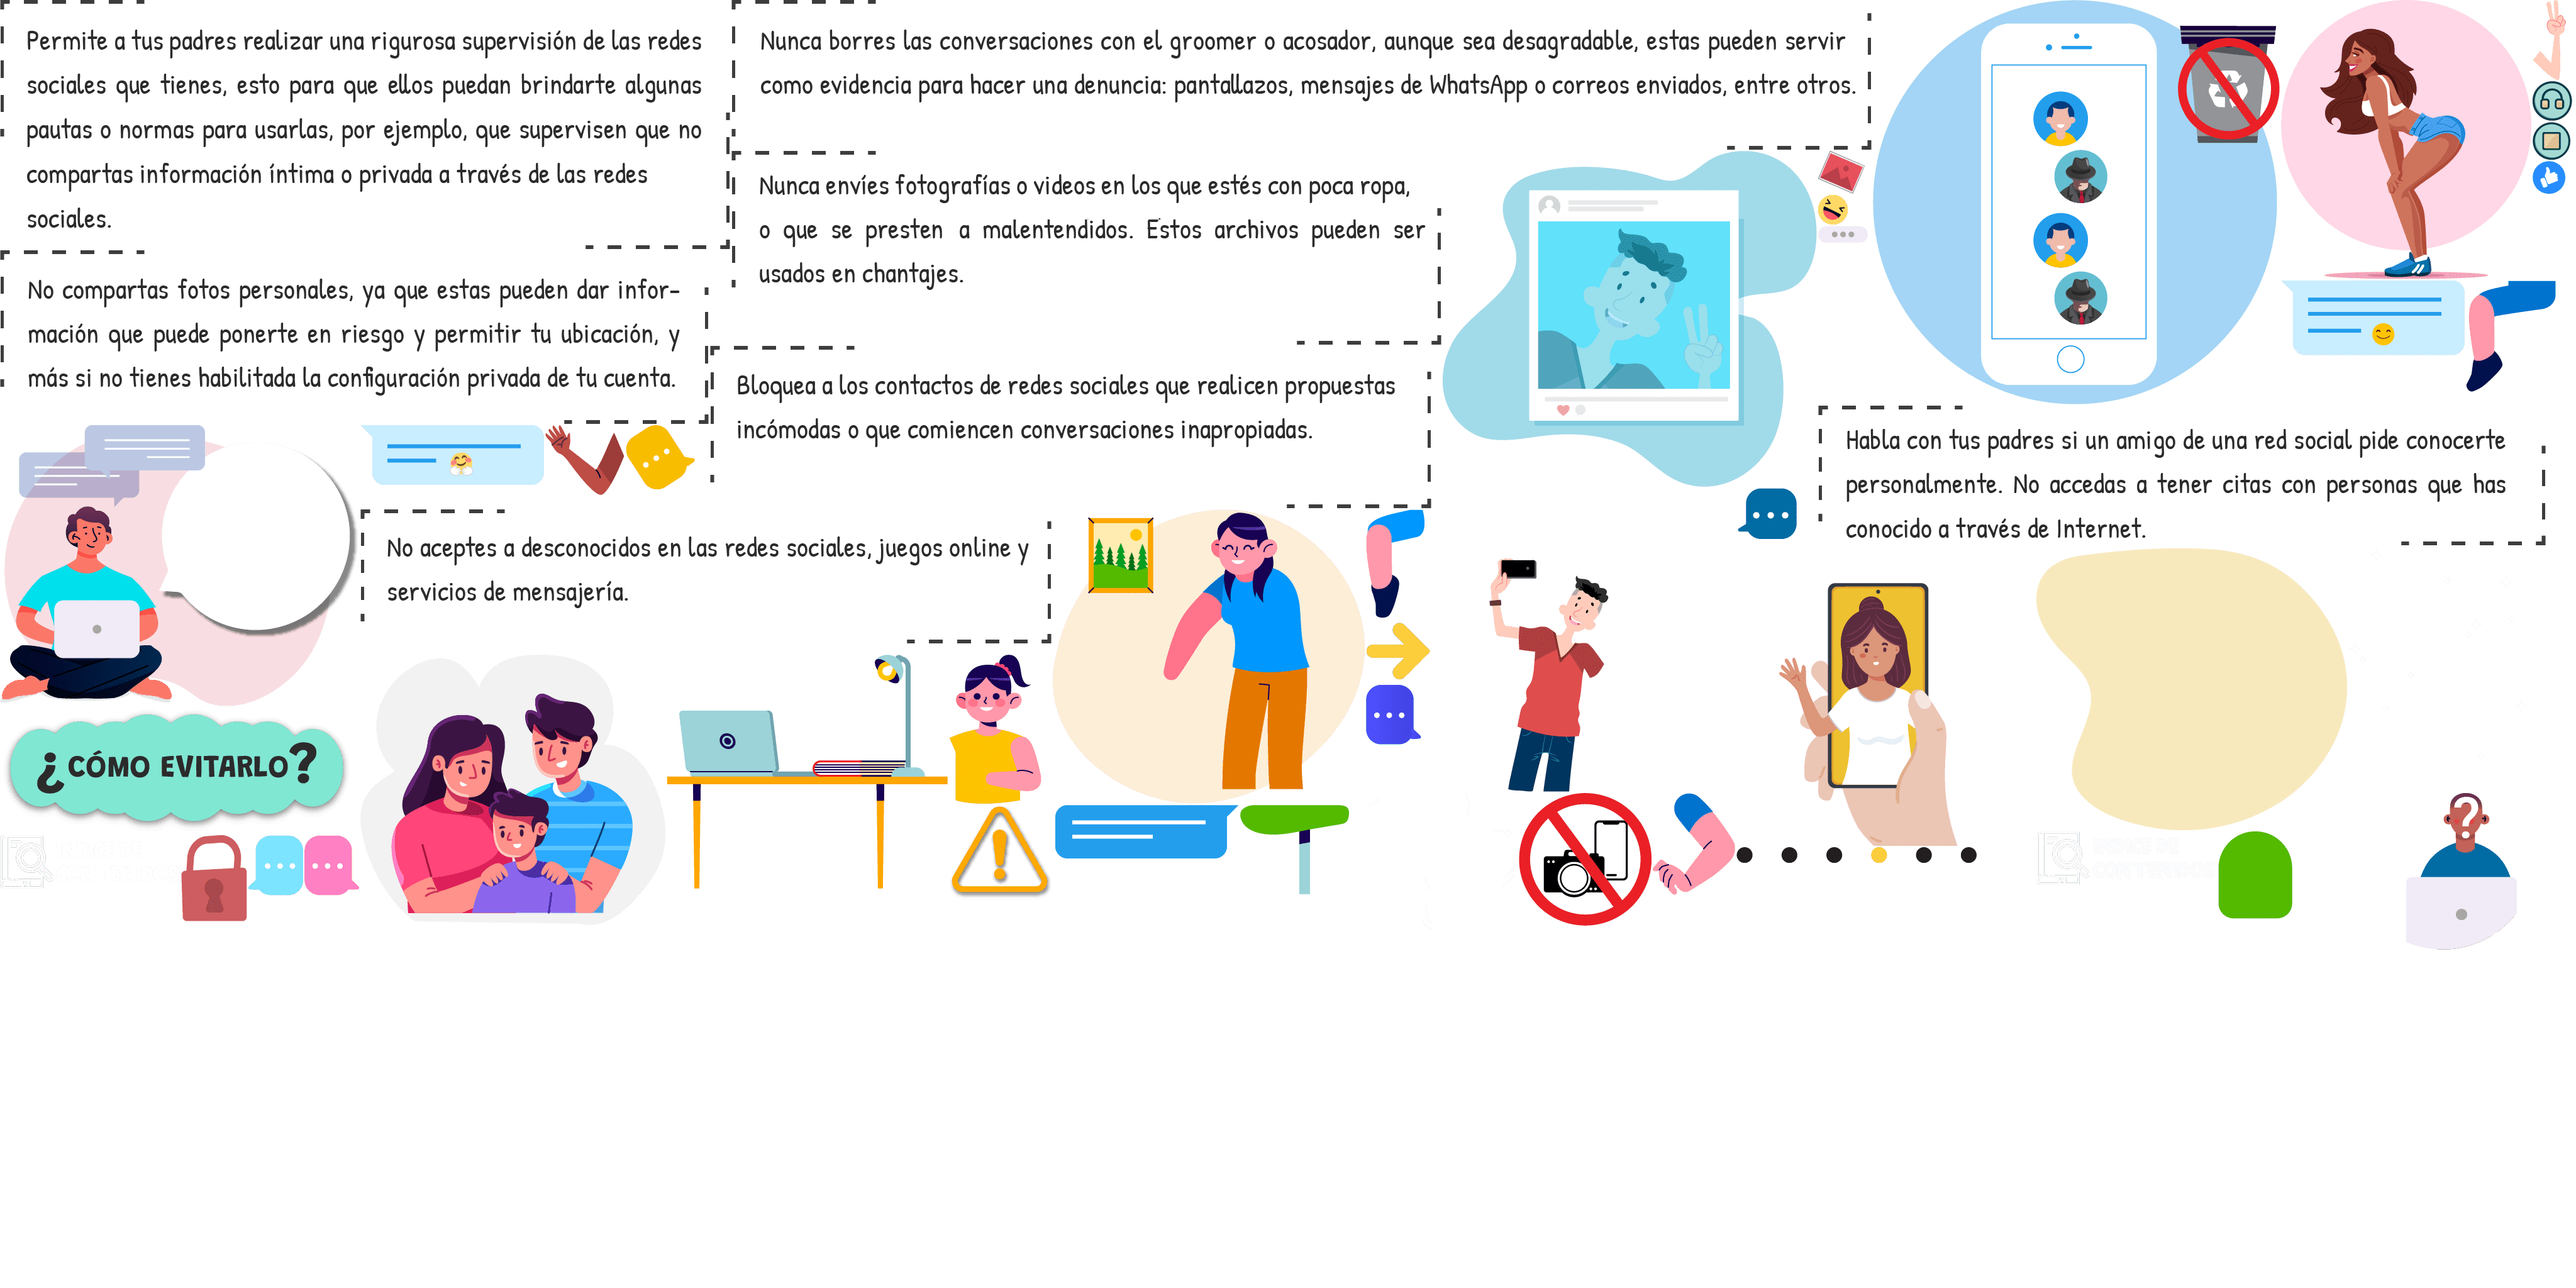 Permite a tus padres realizar una rigurosa supervisión de las redes
sociales que tienes, esto para que ellos puedan brindarte algunas
pautas o normas para usarlas, por ejemplo, que supervisen que no
compartas información íntima o privada a través de las redes
sociales.
No compartas fotos personales, ya que estas pueden dar infor-
mación que puede ponerte en riesgo y permitir tu ubicación, y
más si no tienes habilitada la configuración privada de tu cuenta.
Nunca borres las conversaciones con el groomer o acosador, aunque sea desagradable, estas pueden servir
como evidencia para hacer una denuncia: pantallazos, mensajes de WhatsApp o correos enviados, entre otros.
Nunca envíes fotografías o videos en los que estés con poca ropa,
o que se presten a malentendidos. Estos archivos pueden ser
usados en chantajes.
Bloquea a los contactos de redes sociales que realicen propuestas
incómodas o que comiencen conversaciones inapropiadas.
No aceptes a desconocidos en las redes sociales, juegos online y
servicios de mensajería.
Habla con tus padres si un amigo de una red social pide conocerte
personalmente. No accedas a tener citas con personas que has
conocido a través de Internet.
¿CÓMO EVITARLO?